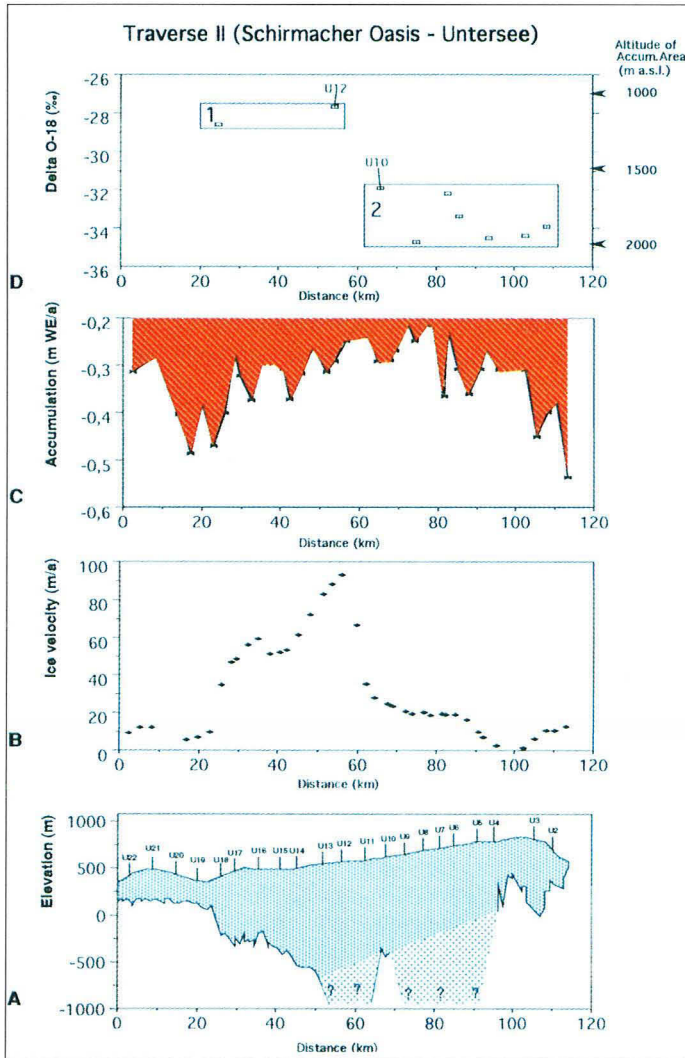 Traverse II (Schirmacher Oasis - Untersee)
Altitude of
Accum. Area
(m a.s.l.)
Delta O-18 (‰)
-26
-28
-30
-32
-34
-36
1
U12
U10
2
1000
1500
2000
0
20
40
60
80
100
120
Distance (km)
D
Accumulation (m WE/a)
-0,2
-0,3
-0,4
-0,5
-0,6
0
20
40
60
80
100
120
Distance (km)
C
Ice velocity (m/a)
100
80
60
40
20
0
0
20
40
60
80
100
120
Distance (km)
B
Elevation (m)
1000
500
0
-500
-1000
U22
U21
U20
U19
U18
U17
U16
U15
U14
U13
U12
U11
U10
U9
U8
U7
U6
U5
U4
U3
U2
? ? ? ? ?
0
20
40
60
80
100
120
Distance (km)
A